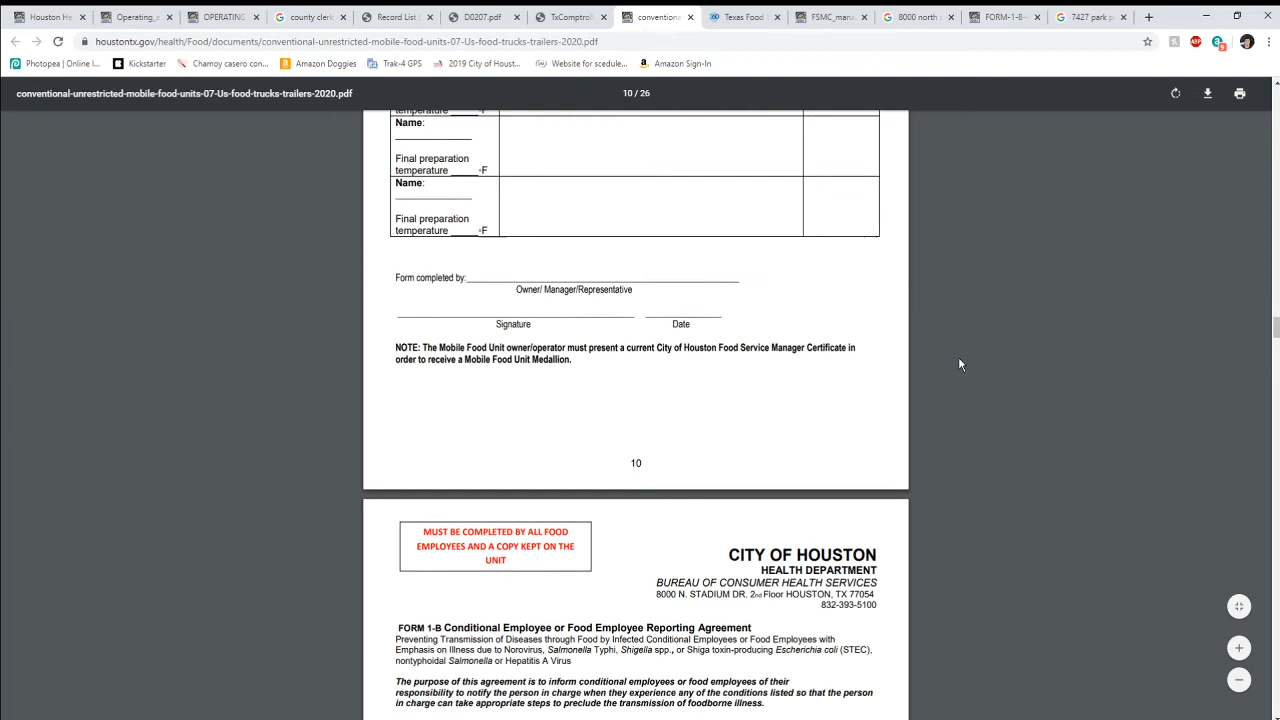 Houston He
Operating_
OPERATING
county clerk
Record List
D0207.pdf
TxComptroll
conventiona
Texas Food
FSMC_mana
8000 north s
FORM-1-B-
7427 park p
houstontx.gov/health/Food/documents/conventional-unrestricted-mobile-food-units-07-Us-food-trucks-trailers-2020.pdf
Photopea | Online I...
Kickstarter
Chamoy casero con...
Amazon Doggies
Trak-4 GPS
2019 City of Houst...
Website for scedule...
Amazon Sign-In
conventional-unrestricted-mobile-food-units-07-Us-food-trucks-trailers-2020.pdf
10 / 26
temperature _____◦F
Name:
______________
Final preparation
temperature _____◦F
Name:
______________
Final preparation
temperature _____◦F
Form completed by:____________________________________________
Owner/ Manager/Representative
Signature
Date
NOTE: The Mobile Food Unit owner/operator must present a current City of Houston Food Service Manager Certificate in
order to receive a Mobile Food Unit Medallion.
10
MUST BE COMPLETED BY ALL FOOD
EMPLOYEES AND A COPY KEPT ON THE
UNIT
CITY OF HOUSTON
HEALTH DEPARTMENT
BUREAU OF CONSUMER HEALTH SERVICES
8000 N. STADIUM DR. 2nd Floor HOUSTON, TX 77054
832-393-5100
FORM 1-B Conditional Employee or Food Employee Reporting Agreement
Preventing Transmission of Diseases through Food by Infected Conditional Employees or Food Employees with
Emphasis on Illness due to Norovirus, Salmonella Typhi, Shigella spp., or Shiga toxin-producing Escherichia coli (STEC),
nontyphoidal Salmonella or Hepatitis A Virus
The purpose of this agreement is to inform conditional employees or food employees of their
responsibility to notify the person in charge when they experience any of the conditions listed so that the person
in charge can take appropriate steps to preclude the transmission of foodborne illness.